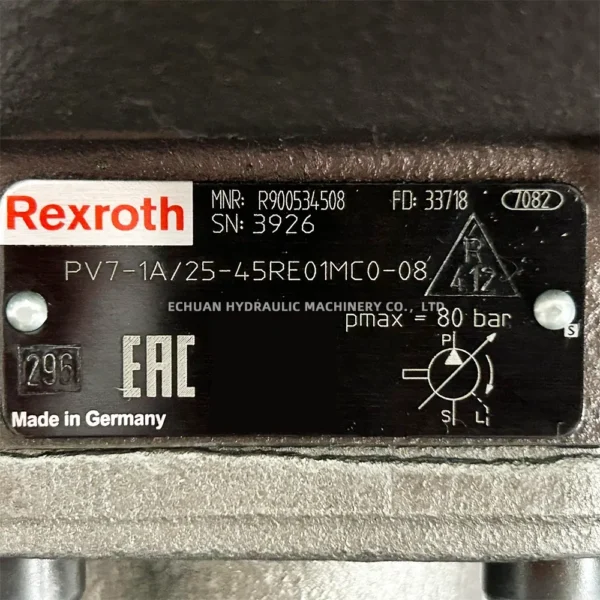 Rexroth
MNR: R900534508 FD: 33718 7082
SN: 3926
R
412
PV7-1A/25-45RE01MC0-08
ECHUAN HYDRAULIC MACHINERY CO., LTD
pmax = 80 bar
P
S
296
EAC
S L
Made in Germany